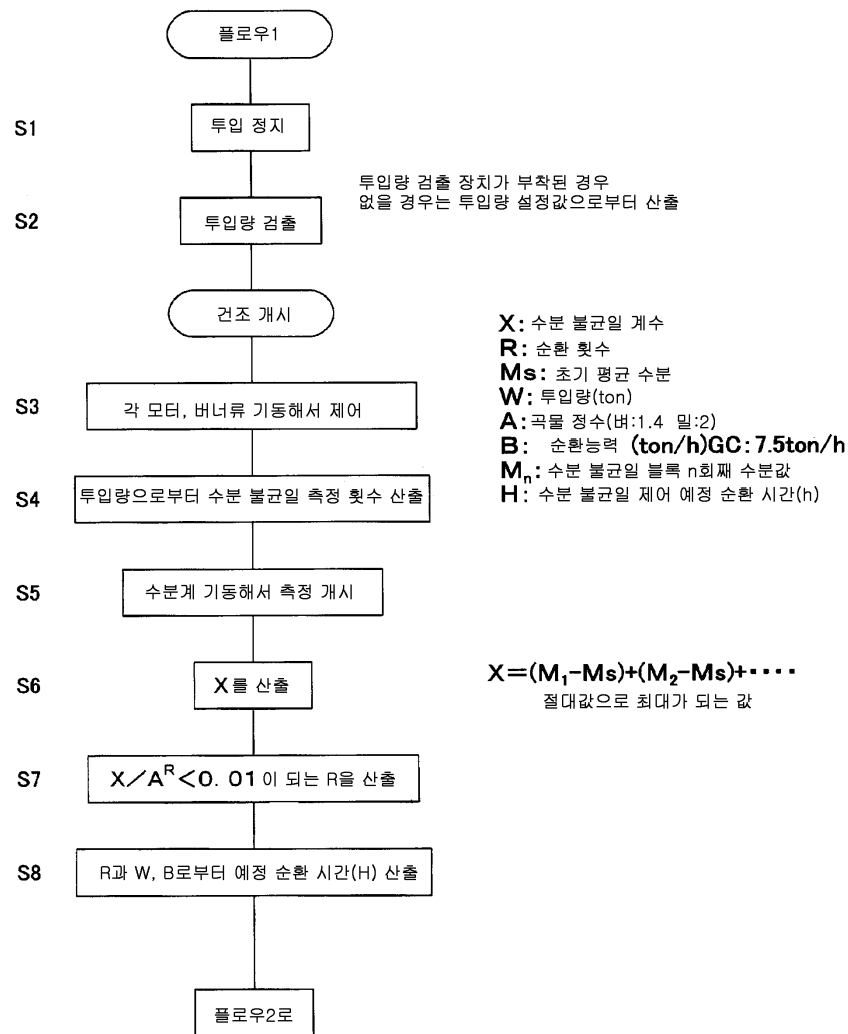 플로우1
S1
투입 정지
투입량 검출 장치가 부착된 경우
없을 경우는 투입량 설정값으로부터 산출
S2
투입량 검출
건조 개시
X: 수분 불균일 계수
R: 순환 횟수
Ms: 초기 평균 수분
W: 투입량(ton)
A: 곡물 정수(벼:1.4 밀:2)
B: 순환능력 (ton/h)GC: 7.5ton/h
Mn: 수분 불균일 블록 n회째 수분값
H: 수분 불균일 제어 예정 순환 시간(h)
S3
각 모터, 버너류 기동해서 제어
S4
투입량으로부터 수분 불균일 측정 횟수 산출
S5
수분계 기동해서 측정 개시
S6
X를 산출
X=(M₁-Ms)+(M₂-Ms)+····
절대값으로 최대가 되는 값
S7
X/Aᴿ<0.01이 되는 R을 산출
S8
R과 W, B로부터 예정 순환 시간(H) 산출
플로우2로